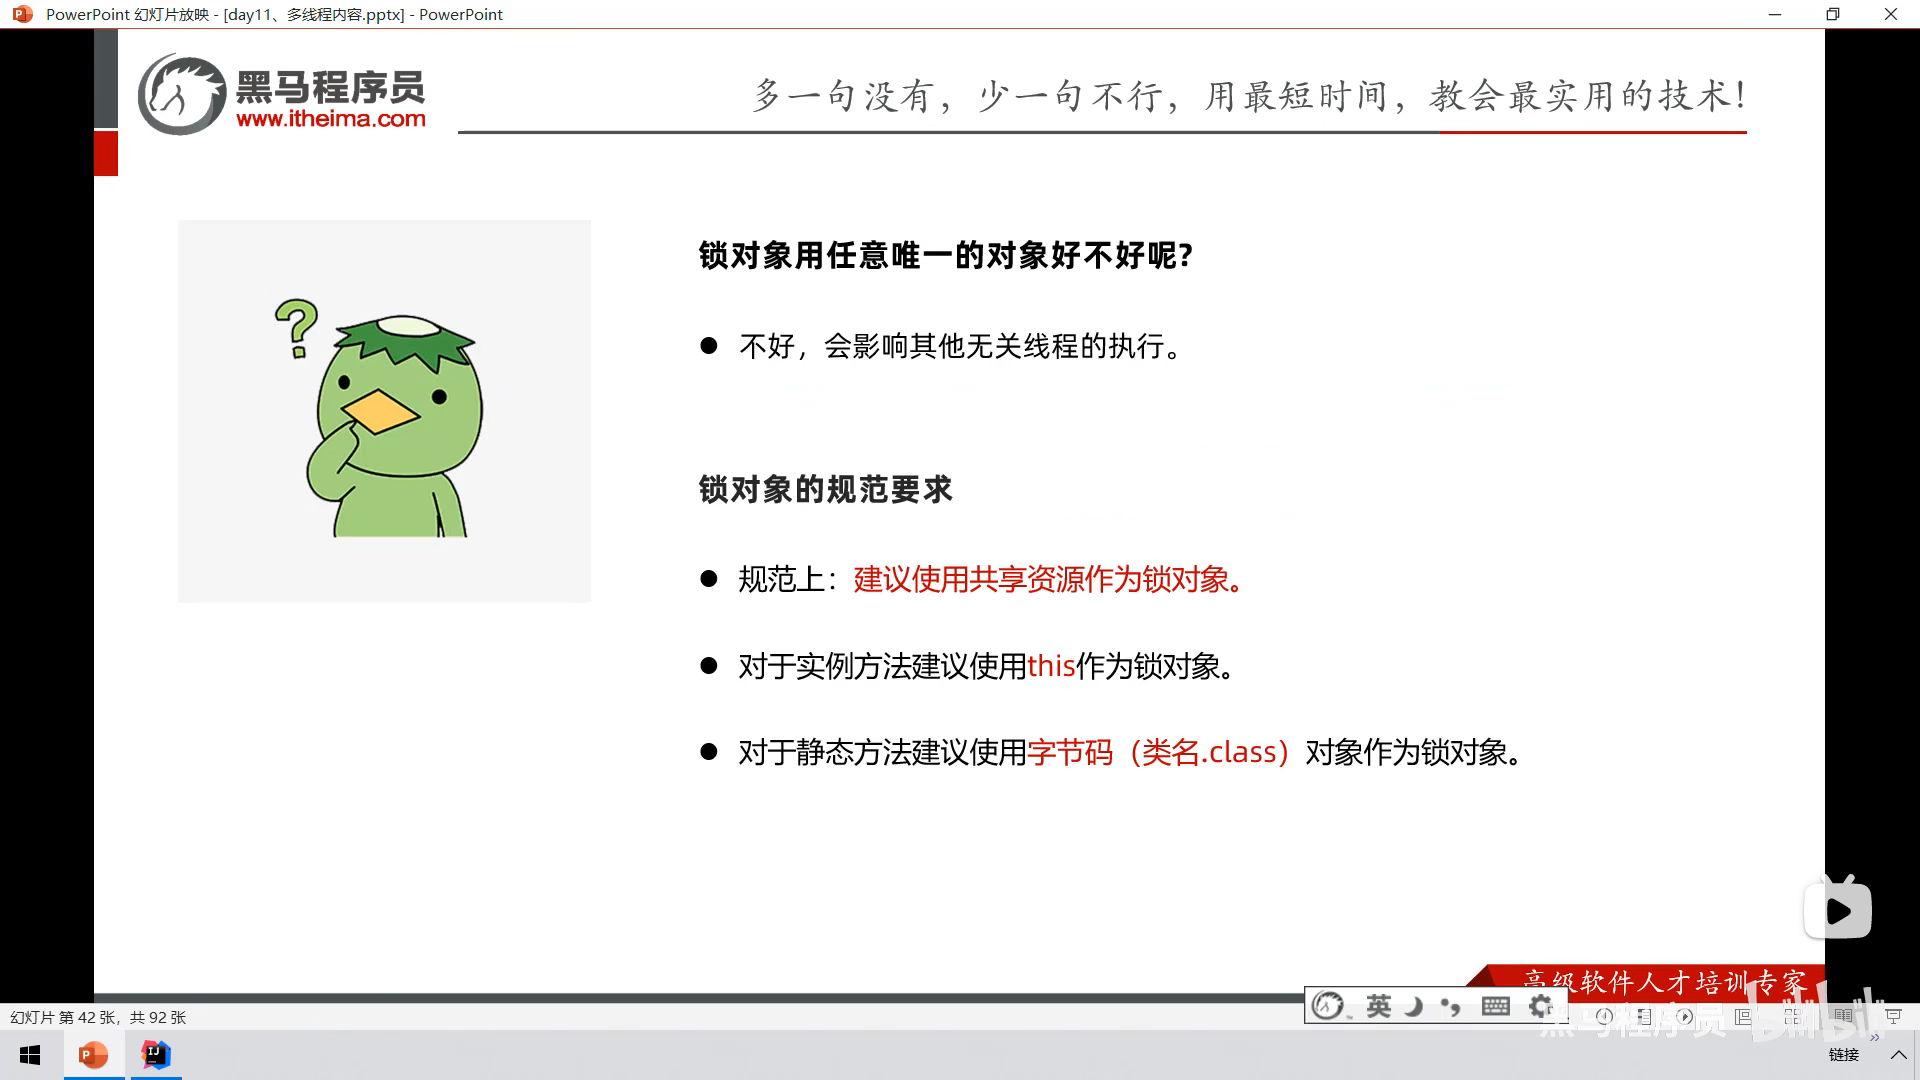 PowerPoint 幻灯片放映 - [day11、多线程内容.pptx] - PowerPoint
黑马程序员
www.itheima.com
多一句没有，少一句不行，用最短时间，教会最实用的技术！
?
锁对象用任意唯一的对象好不好呢?
● 不好，会影响其他无关线程的执行。
锁对象的规范要求
● 规范上：建议使用共享资源作为锁对象。
● 对于实例方法建议使用this作为锁对象。
● 对于静态方法建议使用字节码（类名.class）对象作为锁对象。
高级软件人才培训专家
英
黑马程序员 bilibili
幻灯片 第 42 张，共 92 张
P
IJ
链接